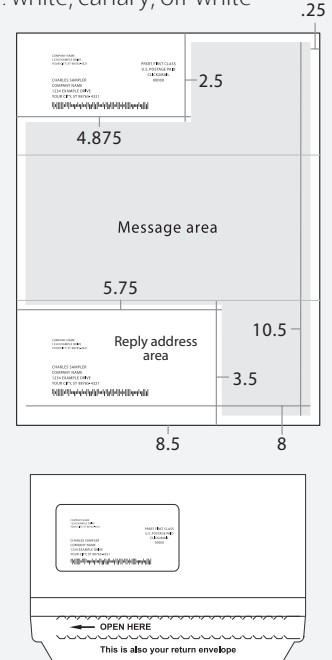 white, canary, off-white
.25
COMPANY NAME
1234 EXAMPLE DRIVE
YOUR CITY, ST 98765-4321
PRSRT FIRST CLASS
U.S. POSTAGE PAID
CLICK2MAIL
00000
CHARLES SAMPLER
COMPANY NAME
1234 EXAMPLE DRIVE
YOUR CITY, ST 98765-4321
2.5
4.875
Message area
5.75
COMPANY NAME
1234 EXAMPLE DRIVE
YOUR CITY, ST 98765-4321
Reply address
area
10.5
CHARLES SAMPLER
COMPANY NAME
1234 EXAMPLE DRIVE
YOUR CITY, ST 98765-4321
3.5
8.5
8
COMPANY NAME
1234 EXAMPLE DRIVE
YOUR CITY, ST 98765-4321
PRSRT FIRST CLASS
U.S. POSTAGE PAID
CLICK2MAIL
00000
CHARLES SAMPLER
COMPANY NAME
1234 EXAMPLE DRIVE
YOUR CITY, ST 98765-4321
OPEN HERE
This is also your return envelope